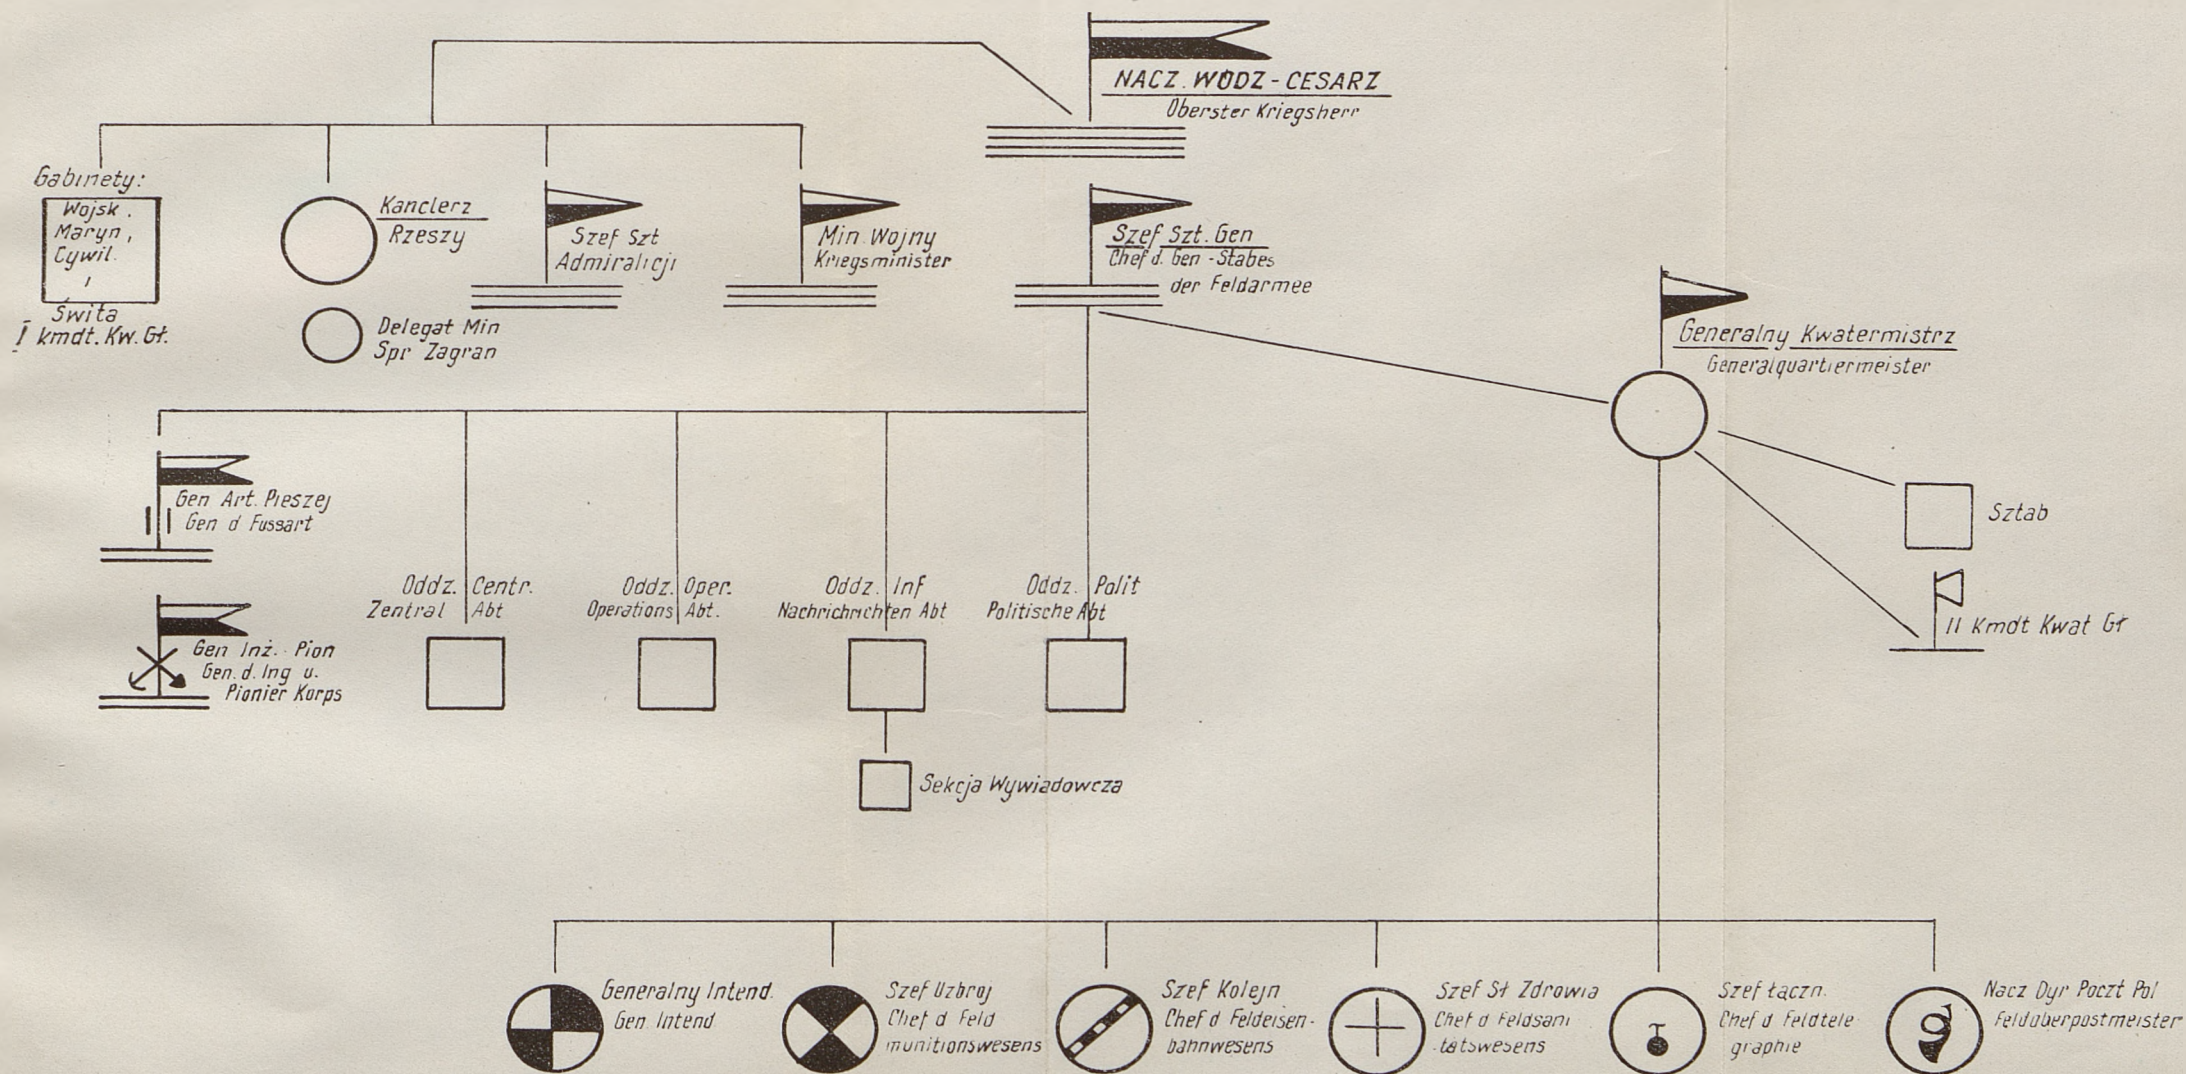 NACZ. WÓDZ - CESARZ
Oberster Kriegsherr
Gabinety:
Wojsk.
Maryn,
Cywil.
i
Świta
I kmdt. Kw. Gł.
Kanclerz
Rzeszy
Delegat Min
Spr Zagran
Szef Szt
Admiralicji
Min. Wojny
Kriegsminister
Szef Szt. Gen
Chef d. Gen - Stabes
der Feldarmee
Generalny Kwatermistrz
Generalquartiermeister
Sztab
II Kmdt Kwat Gł
Gen Art. Pieszej
Gen d Fussart
Gen Inż. Pion
Gen. d. Ing u.
Pionier Korps
Oddz. Centr.
Zentral Abt
Oddz. Oper.
Operations Abt.
Oddz. Inf
Nachrichrichten Abt
Oddz. Polit
Politische Abt
Sekcja Wywiadowcza
Generalny Intend.
Gen. Intend
Szef Uzbroj
Chef d Feld
munitionswesens
Szef Kolejn
Chef d Feldeisen-
bahnwesens
Szef Sł Zdrowia
Chef d Feldsani
-tatswesens
Szef Łączn.
Chef d Feldtele
graphie
Nacz Dyr Poczt Pol
Feldoberpostmeister